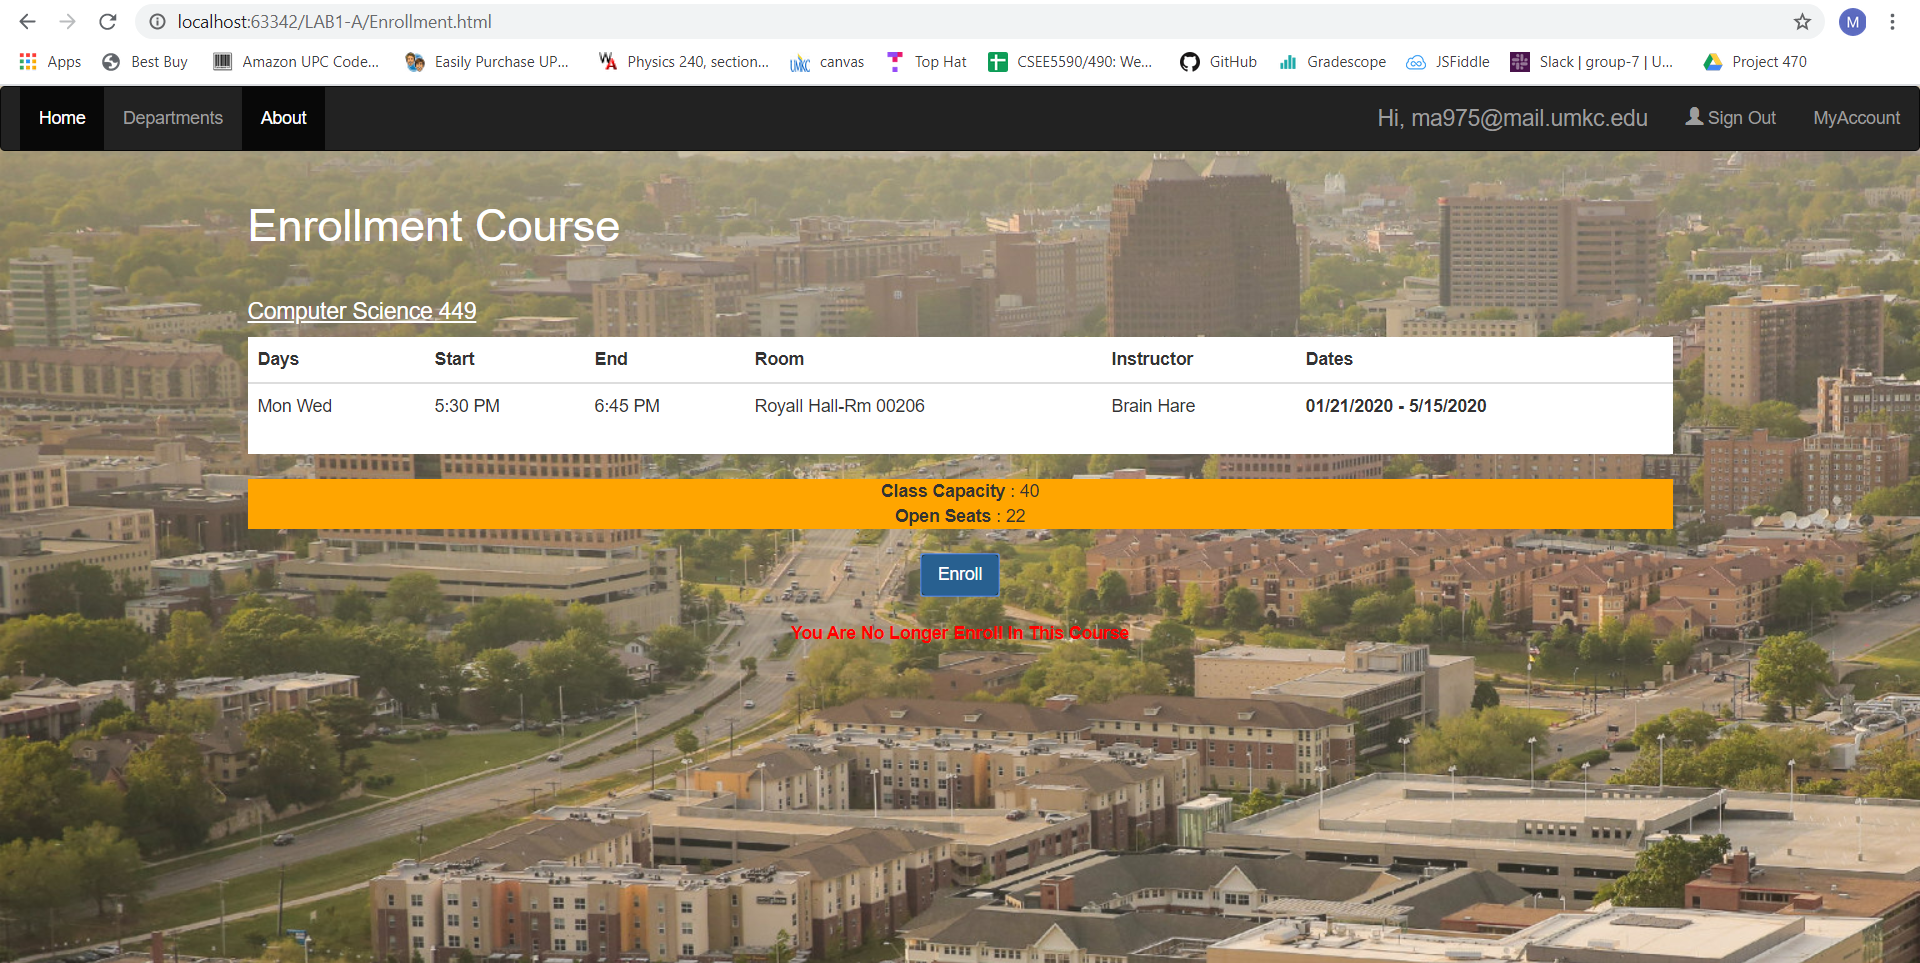 localhost:63342/LAB1-A/Enrollment.html
M
Apps Best Buy Amazon UPC Code... Easily Purchase UP... Physics 240, section... canvas Top Hat CSEE5590/490: We... GitHub Gradescope JSFiddle Slack | group-7 | U... Project 470
Home Departments About Hi, ma975@mail.umkc.edu Sign Out MyAccount
Enrollment Course
Computer Science 449
Days Start End Room Instructor Dates
Mon Wed 5:30 PM 6:45 PM Royall Hall-Rm 00206 Brain Hare 01/21/2020 - 5/15/2020
Class Capacity : 40
Open Seats : 22
Enroll
You Are No Longer Enroll In This Course